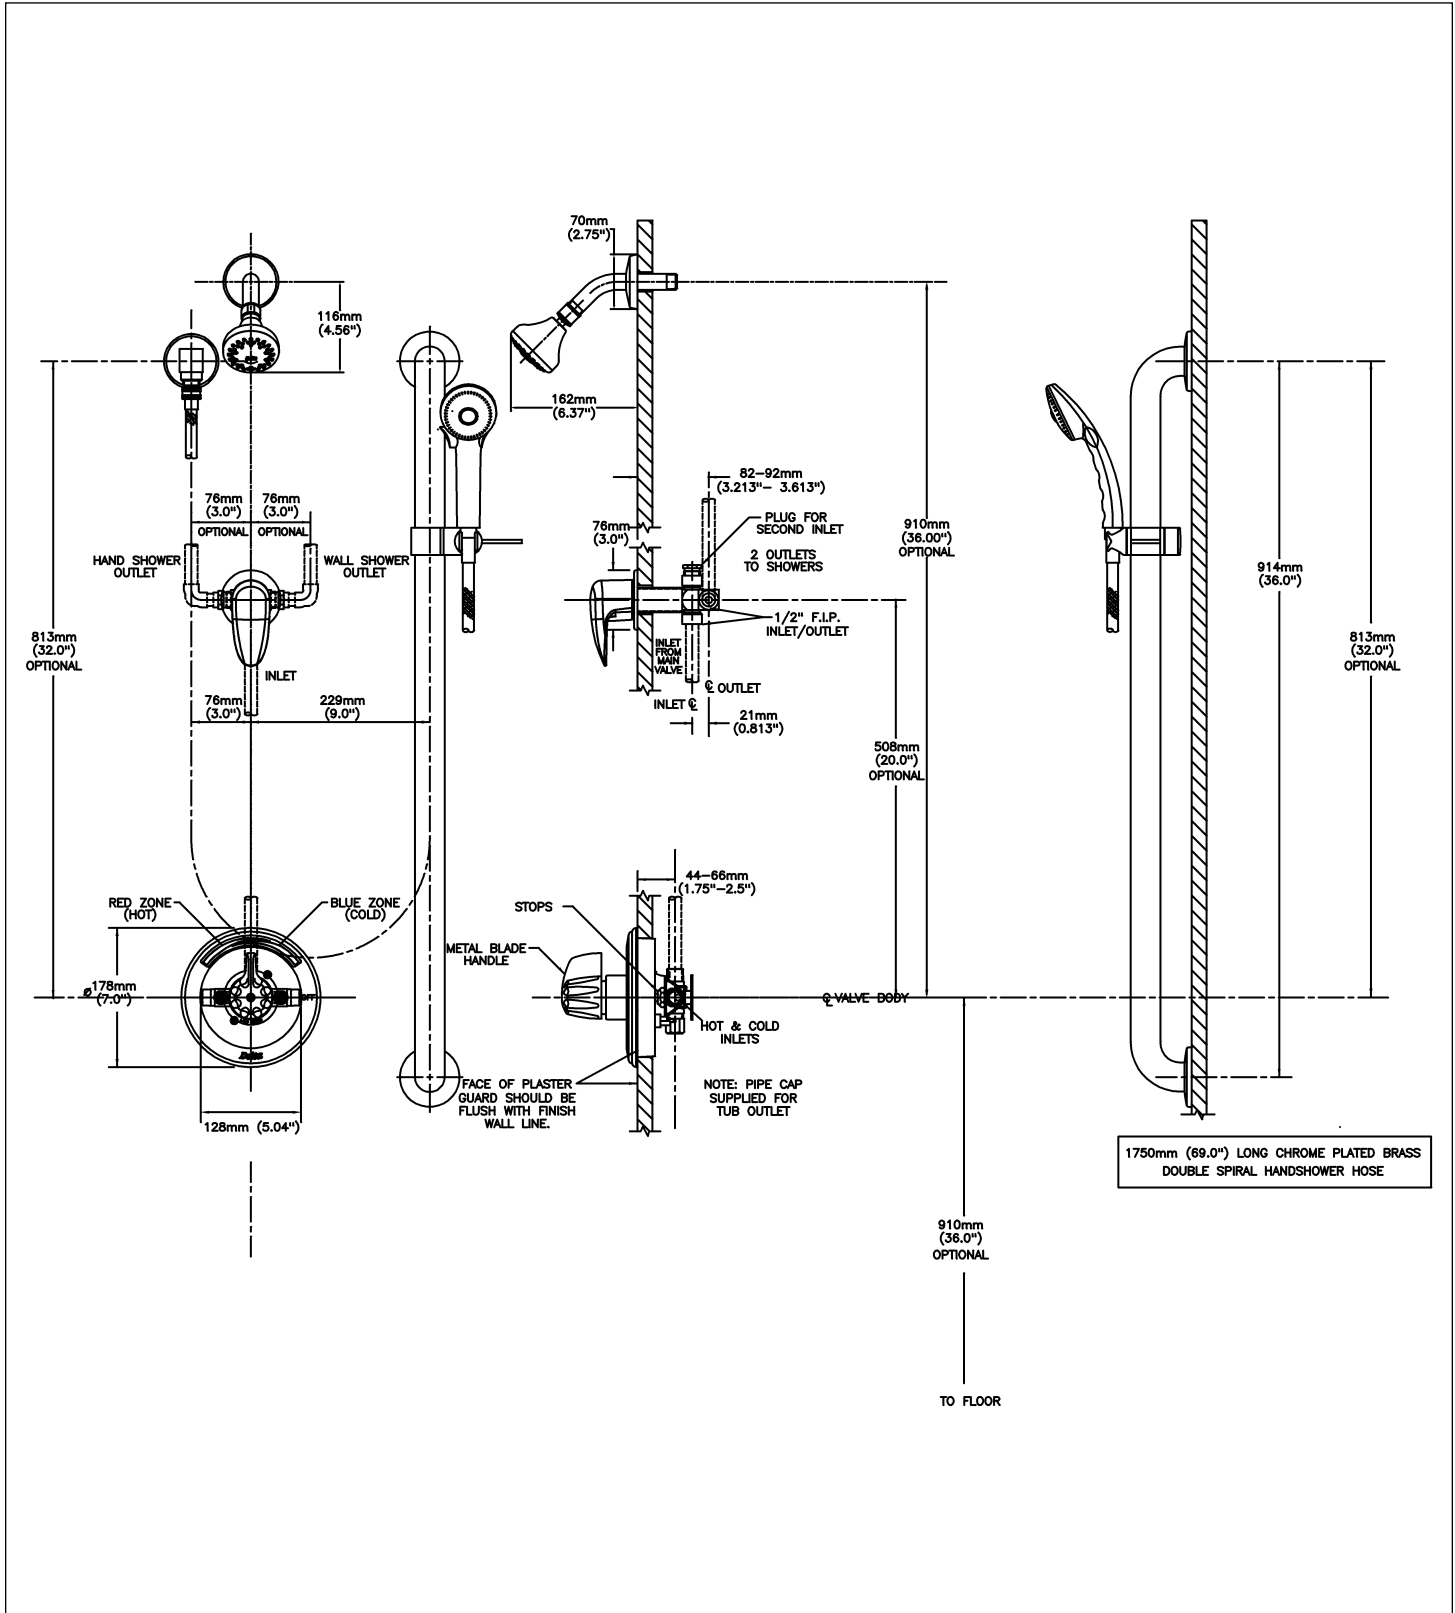 70mm
(2.75")
116mm
(4.56")
162mm
(6.37")
82-92mm
(3.213"- 3.613")
76mm
(3.0")
OPTIONAL
76mm
(3.0")
OPTIONAL
HAND SHOWER
OUTLET
WALL SHOWER
OUTLET
76mm
(3.0")
PLUG FOR
SECOND INLET
2 OUTLETS
TO SHOWERS
1/2" F.I.P.
INLET/OUTLET
910mm
(36.00")
OPTIONAL
914mm
(36.0")
813mm
(32.0")
OPTIONAL
813mm
(32.0")
OPTIONAL
INLET
INLET
FROM
MAIN
VALVE
℄ OUTLET
INLET ℄
76mm
(3.0")
229mm
(9.0")
21mm
(0.813")
508mm
(20.0")
OPTIONAL
44-66mm
(1.75"-2.5")
RED ZONE
(HOT)
BLUE ZONE
(COLD)
STOPS
METAL BLADE
HANDLE
ø178mm
(7.0")
OFF
Delta
℄ VALVE BODY
HOT & COLD
INLETS
FACE OF PLASTER
GUARD SHOULD BE
FLUSH WITH FINISH
WALL LINE.
NOTE: PIPE CAP
SUPPLIED FOR
TUB OUTLET
128mm (5.04")
1750mm (69.0") LONG CHROME PLATED BRASS
DOUBLE SPIRAL HANDSHOWER HOSE
910mm
(36.0")
OPTIONAL
TO FLOOR